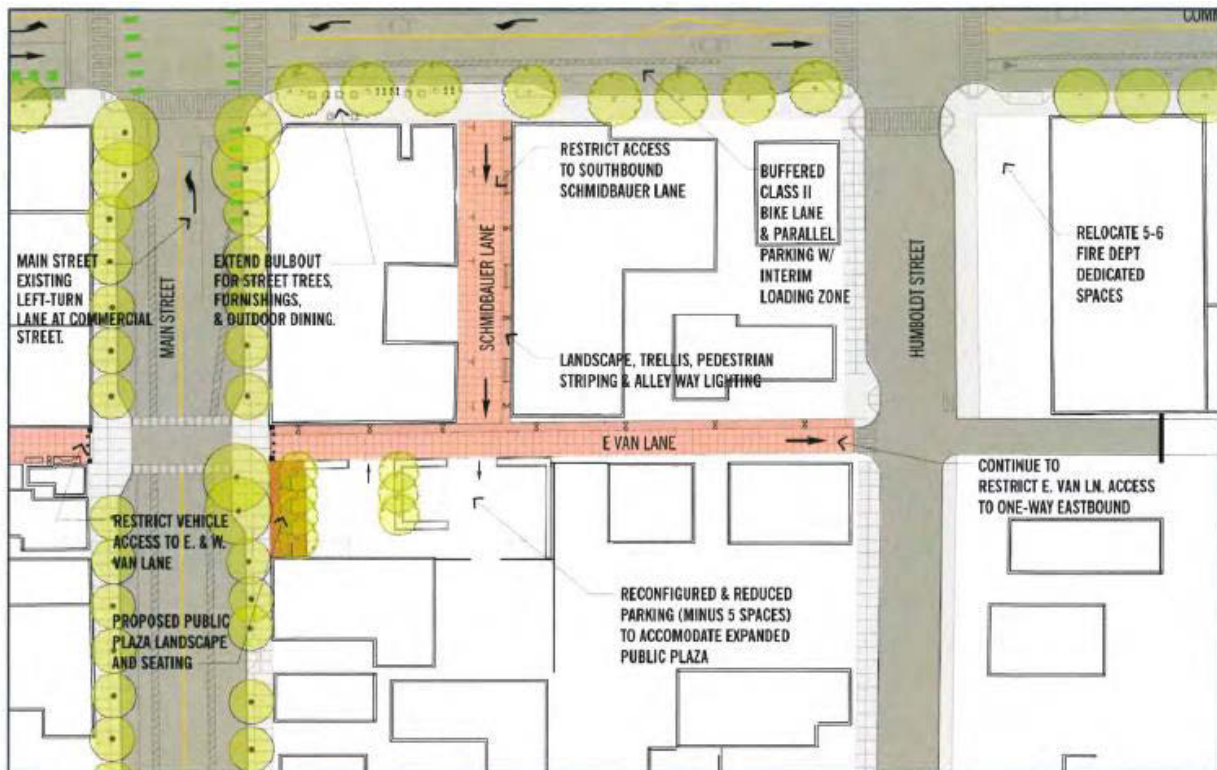 COMM
RESTRICT ACCESS
TO SOUTHBOUND
SCHMIDBAUER LANE
BUFFERED
CLASS II
BIKE LANE
& PARALLEL
PARKING W/
INTERIM
LOADING ZONE
RELOCATE 5-6
FIRE DEPT
DEDICATED
SPACES
MAIN STREET
EXISTING
LEFT-TURN
LANE AT COMMERCIAL
STREET.
MAIN STREET
EXTEND BULBOUT
FOR STREET TREES,
FURNISHINGS,
& OUTDOOR DINING.
SCHMIDBAUER LANE
HUMBOLDT STREET
LANDSCAPE, TRELLIS, PEDESTRIAN
STRIPING & ALLEY WAY LIGHTING
E VAN LANE
CONTINUE TO
RESTRICT E. VAN LN. ACCESS
TO ONE-WAY EASTBOUND
RESTRICT VEHICLE
ACCESS TO E. & W.
VAN LANE
RECONFIGURED & REDUCED
PARKING (MINUS 5 SPACES)
TO ACCOMODATE EXPANDED
PUBLIC PLAZA
PROPOSED PUBLIC
PLAZA LANDSCAPE
AND SEATING